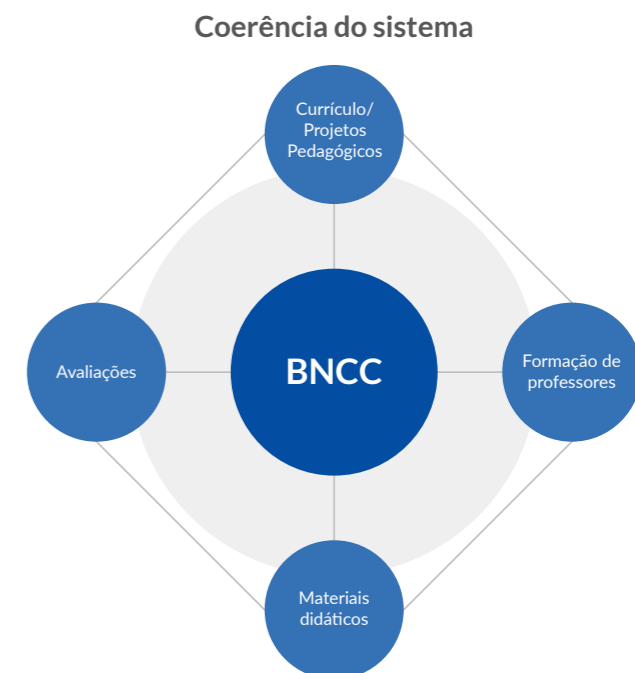 Coerência do sistema
Currículo/
Projetos
Pedagógicos
Avaliações
BNCC
Formação de
professores
Materiais
didáticos